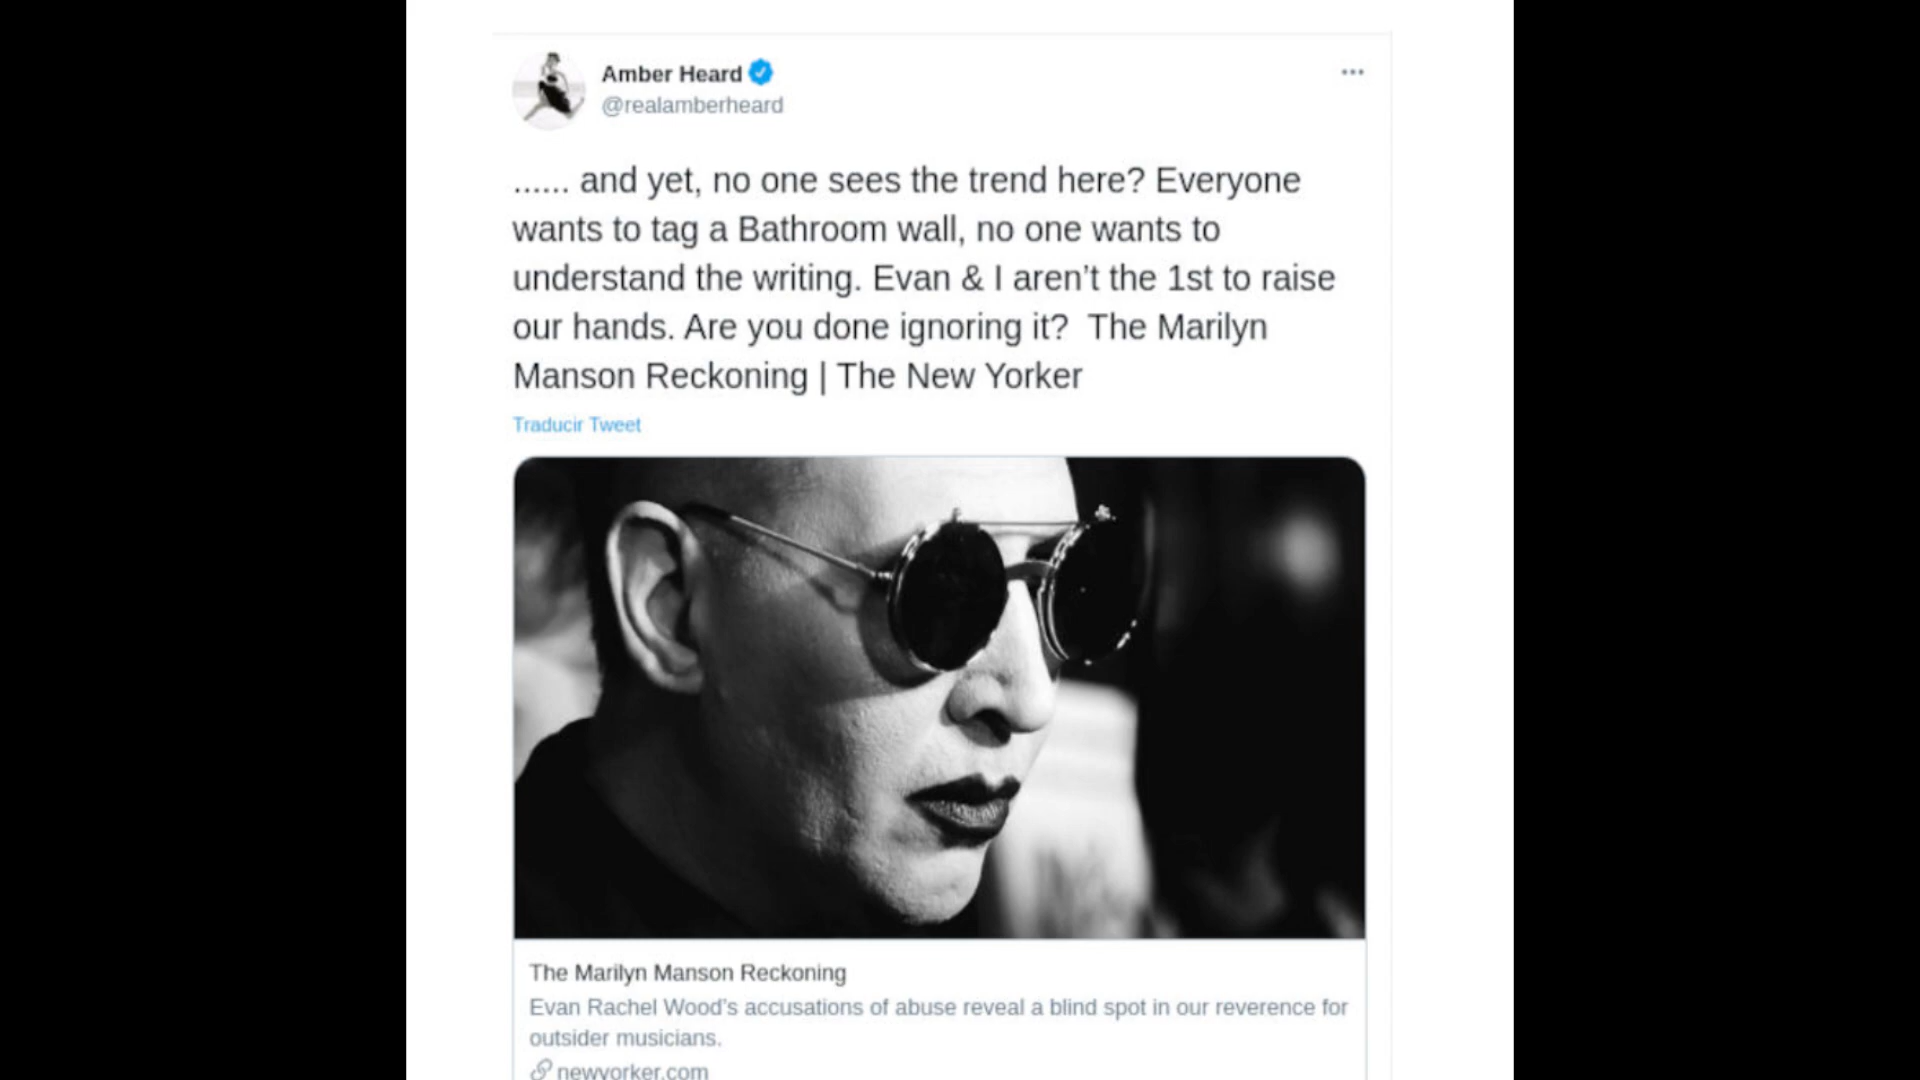 Amber Heard
@realamberheard
...... and yet, no one sees the trend here? Everyone
wants to tag a Bathroom wall, no one wants to
understand the writing. Evan & I aren’t the 1st to raise
our hands. Are you done ignoring it?  The Marilyn
Manson Reckoning | The New Yorker
Traducir Tweet
The Marilyn Manson Reckoning
Evan Rachel Wood’s accusations of abuse reveal a blind spot in our reverence for
outsider musicians.
newyorker.com